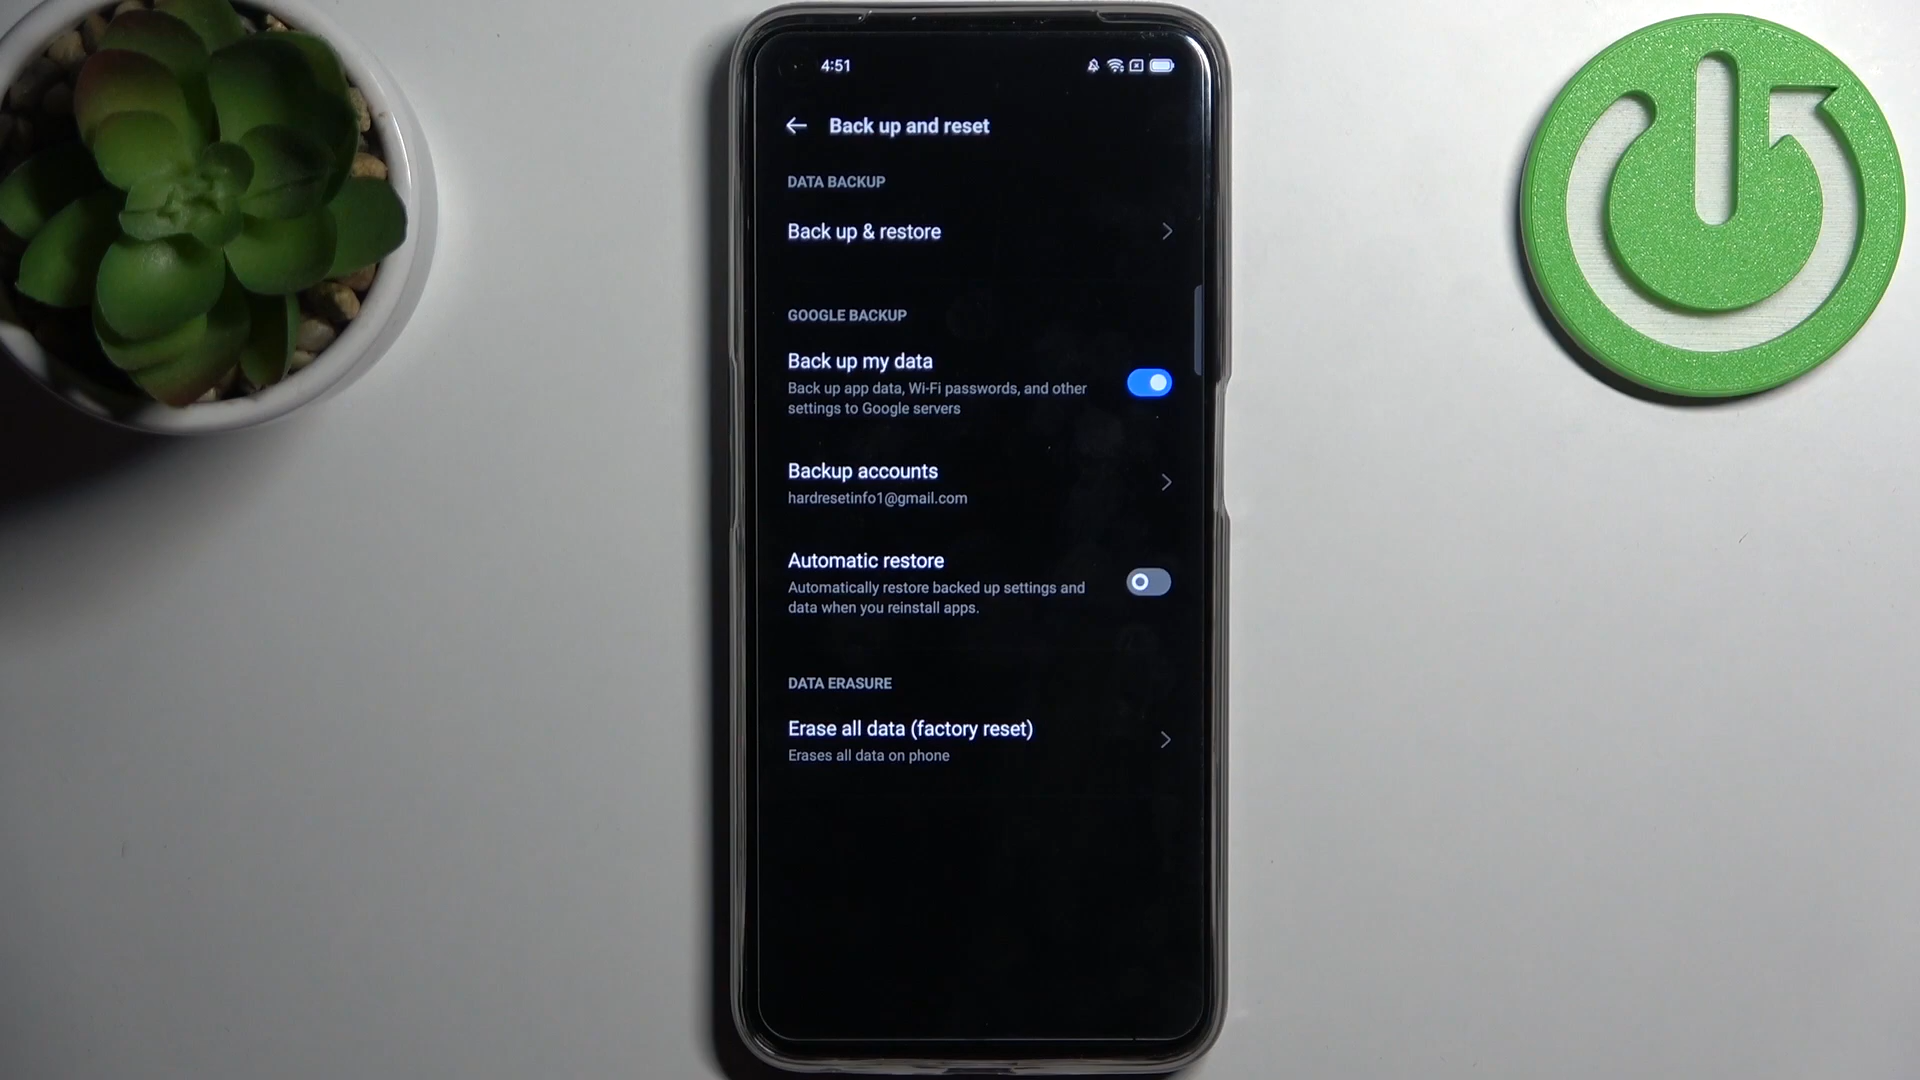 4:51
Back up and reset
DATA BACKUP
Back up & restore
GOOGLE BACKUP
Back up my data
Back up app data, Wi-Fi passwords, and other
settings to Google servers
Backup accounts
hardresetinfo1@gmail.com
Automatic restore
Automatically restore backed up settings and
data when you reinstall apps.
DATA ERASURE
Erase all data (factory reset)
Erases all data on phone